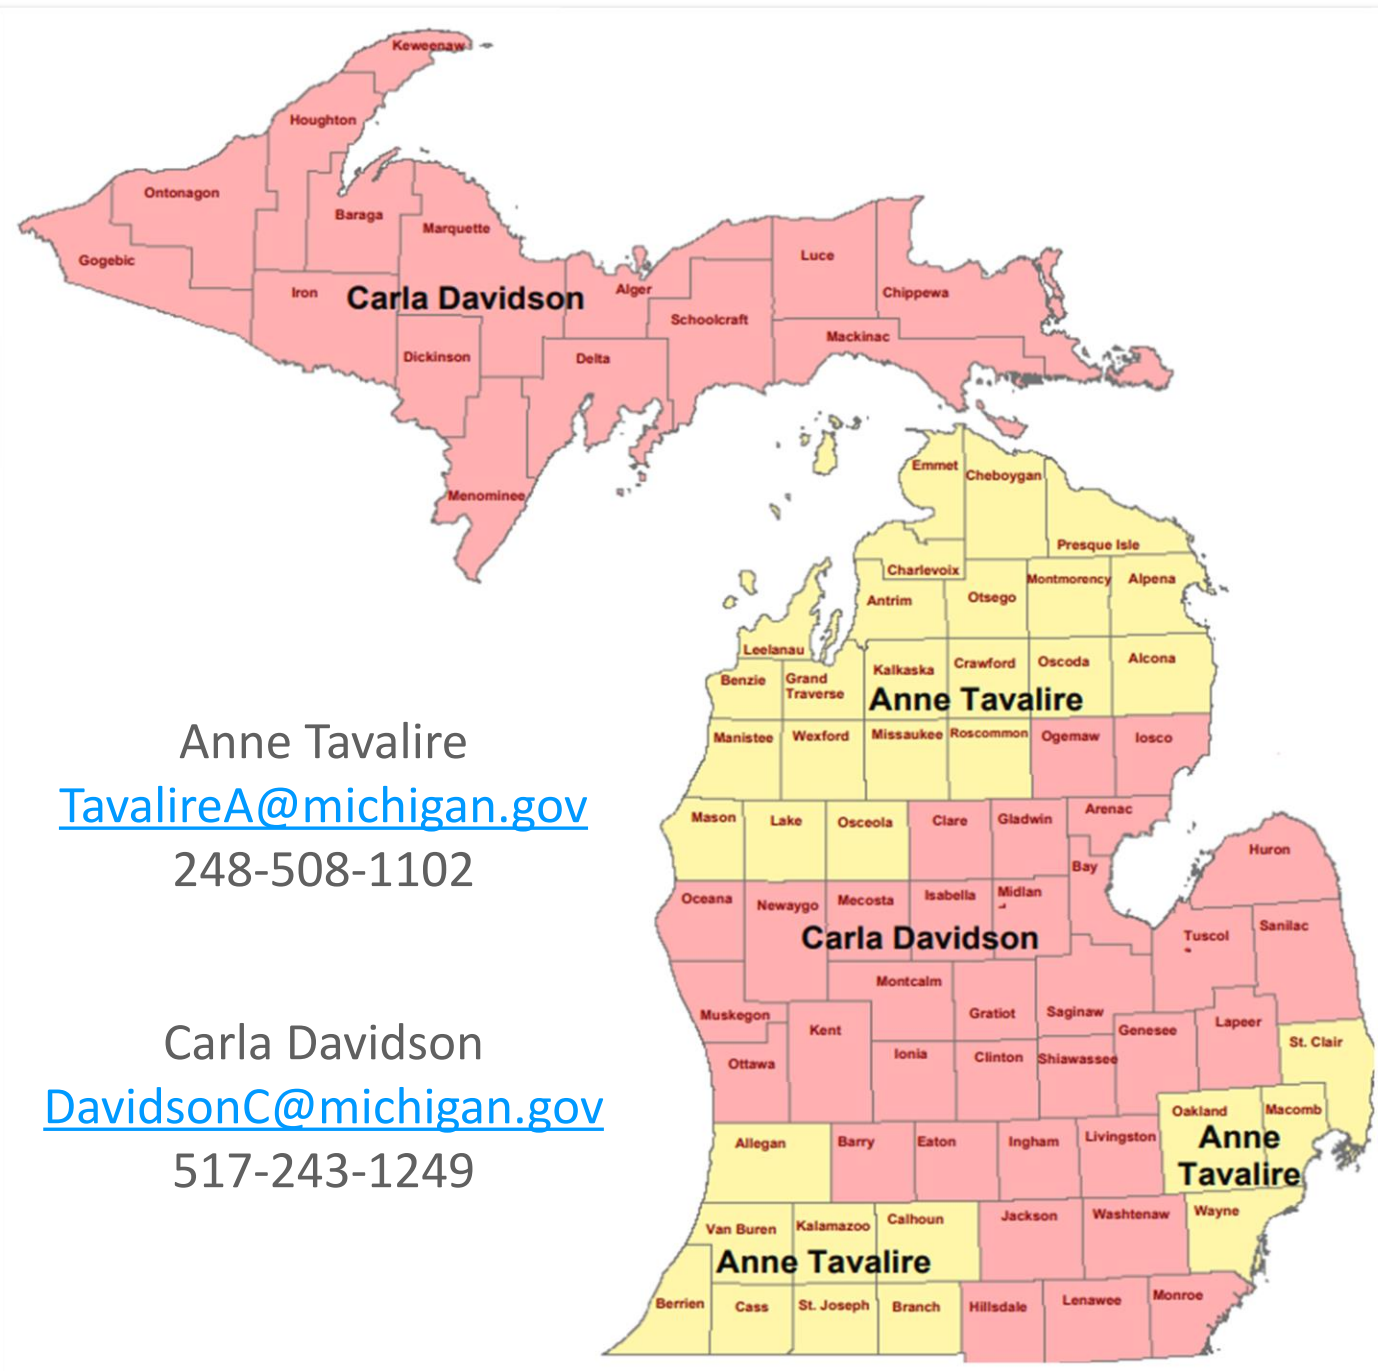 Keweenaw
Houghton
Ontonagon
Baraga
Marquette
Gogebic
Luce
Iron
Carla Davidson
Alger
Chippewa
Schoolcraft
Mackinac
Dickinson
Delta
Menominee
Emmet
Cheboygan
Presque Isle
Charlevoix
Montmorency
Alpena
Antrim
Otsego
Leelanau
Kalkaska
Crawford
Oscoda
Alcona
Benzie
Grand
Traverse
Anne Tavalire
Manistee
Wexford
Missaukee
Roscommon
Ogemaw
Iosco
Mason
Lake
Osceola
Clare
Gladwin
Arenac
Huron
Bay
Oceana
Newaygo
Mecosta
Isabella
Midlan
Carla Davidson
Tuscol
Sanilac
Montcalm
Muskegon
Kent
Gratiot
Saginaw
Genesee
Lapeer
St. Clair
Ottawa
Ionia
Clinton
Shiawassee
Oakland
Macomb
Anne
Tavalire
Allegan
Barry
Eaton
Ingham
Livingston
Van Buren
Kalamazoo
Calhoun
Jackson
Washtenaw
Wayne
Anne Tavalire
Berrien
Cass
St. Joseph
Branch
Hillsdale
Lenawee
Monroe
Anne Tavalire
TavalireA@michigan.gov
248-508-1102
Carla Davidson
DavidsonC@michigan.gov
517-243-1249